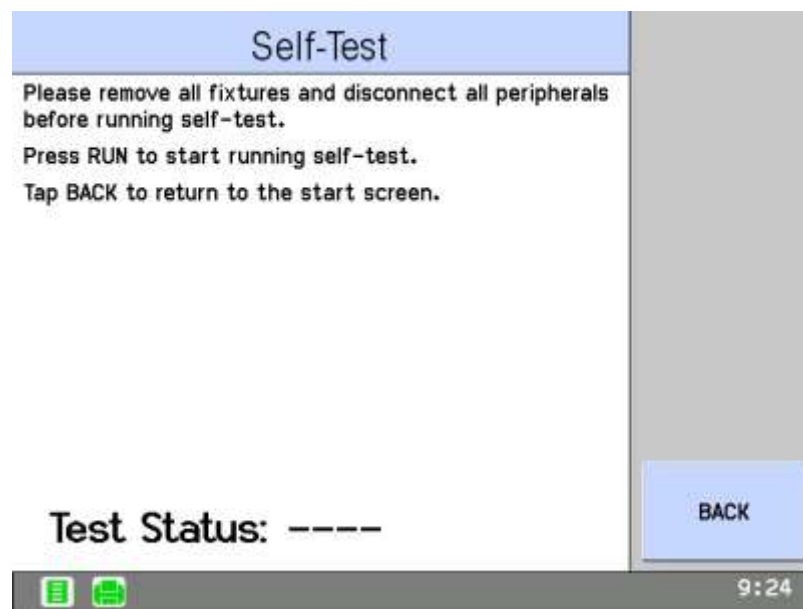 Self-Test
Please remove all fixtures and disconnect all peripherals
before running self-test.
Press RUN to start running self-test.
Tap BACK to return to the start screen.
Test Status: ----
BACK
9:24